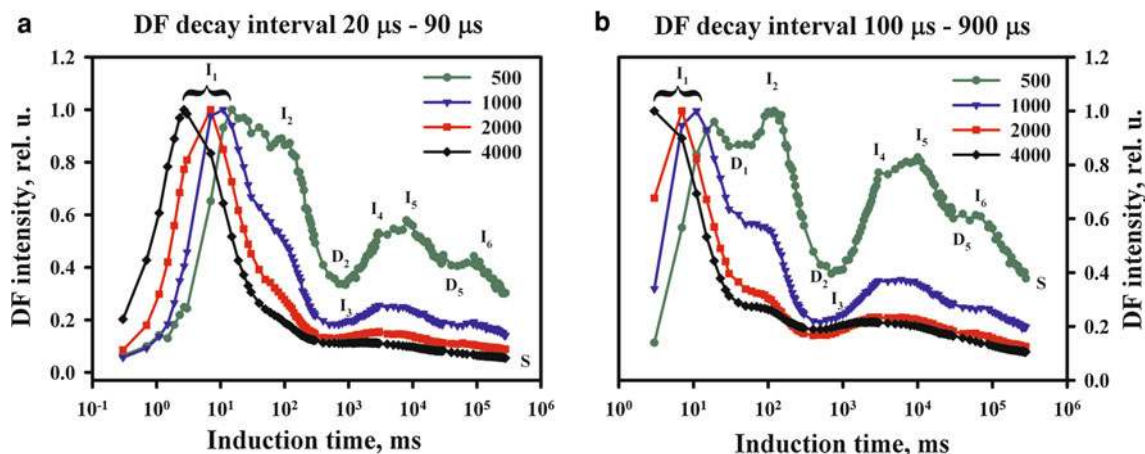 a DF decay interval 20 µs - 90 µs
DF intensity, rel. u.
1.2
1.0
0.8
0.6
0.4
0.2
0.0
I1
I2
D2
I3
I4
I5
D5
I6
S
500
1000
2000
4000
10-1 100 101 102 103 104 105 106
Induction time, ms
b DF decay interval 100 µs - 900 µs
I1
D1
I2
D2
I3
I4
I5
D5
I6
S
500
1000
2000
4000
1.2
1.0
0.8
0.6
0.4
0.2
0.0
DF intensity, rel. u.
100 101 102 103 104 105 106
Induction time, ms